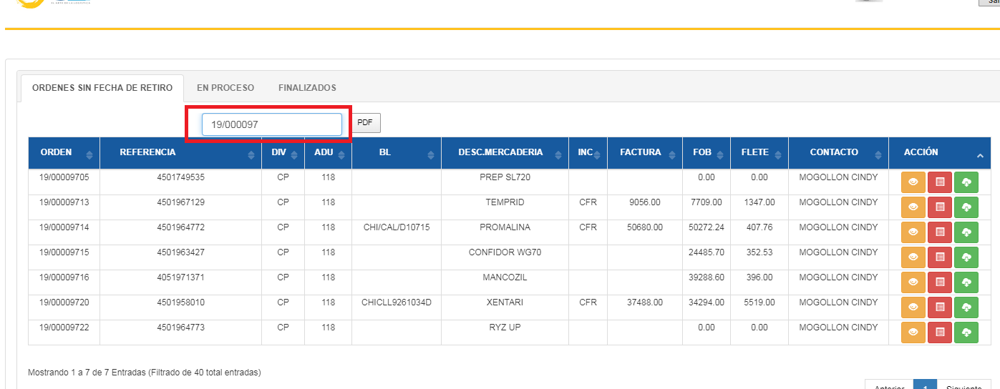 ORDENES SIN FECHA DE RETIRO EN PROCESO FINALIZADOS
19/000097 PDF
ORDEN REFERENCIA DIV ADU BL DESC.MERCADERIA INC FACTURA FOB FLETE CONTACTO ACCIÓN
19/00009705 4501749535 CP 118 PREP SL720 0.00 0.00 MOGOLLON CINDY
19/00009713 4501967129 CP 118 TEMPRID CFR 9056.00 7709.00 1347.00 MOGOLLON CINDY
19/00009714 4501964772 CP 118 CHI/CAL/D10715 PROMALINA CFR 50680.00 50272.24 407.76 MOGOLLON CINDY
19/00009715 4501963427 CP 118 CONFIDOR WG70 24485.70 352.53 MOGOLLON CINDY
19/00009716 4051971371 CP 118 MANCOZIL 39288.60 396.00 MOGOLLON CINDY
19/00009720 4501958010 CP 118 CHICLL9261034D XENTARI CFR 37488.00 34294.00 5519.00 MOGOLLON CINDY
19/00009722 4501964773 CP 118 RYZ UP 0.00 0.00 MOGOLLON CINDY
Mostrando 1 a 7 de 7 Entradas (Filtrado de 40 total entradas)
Anterior 1 Siguiente